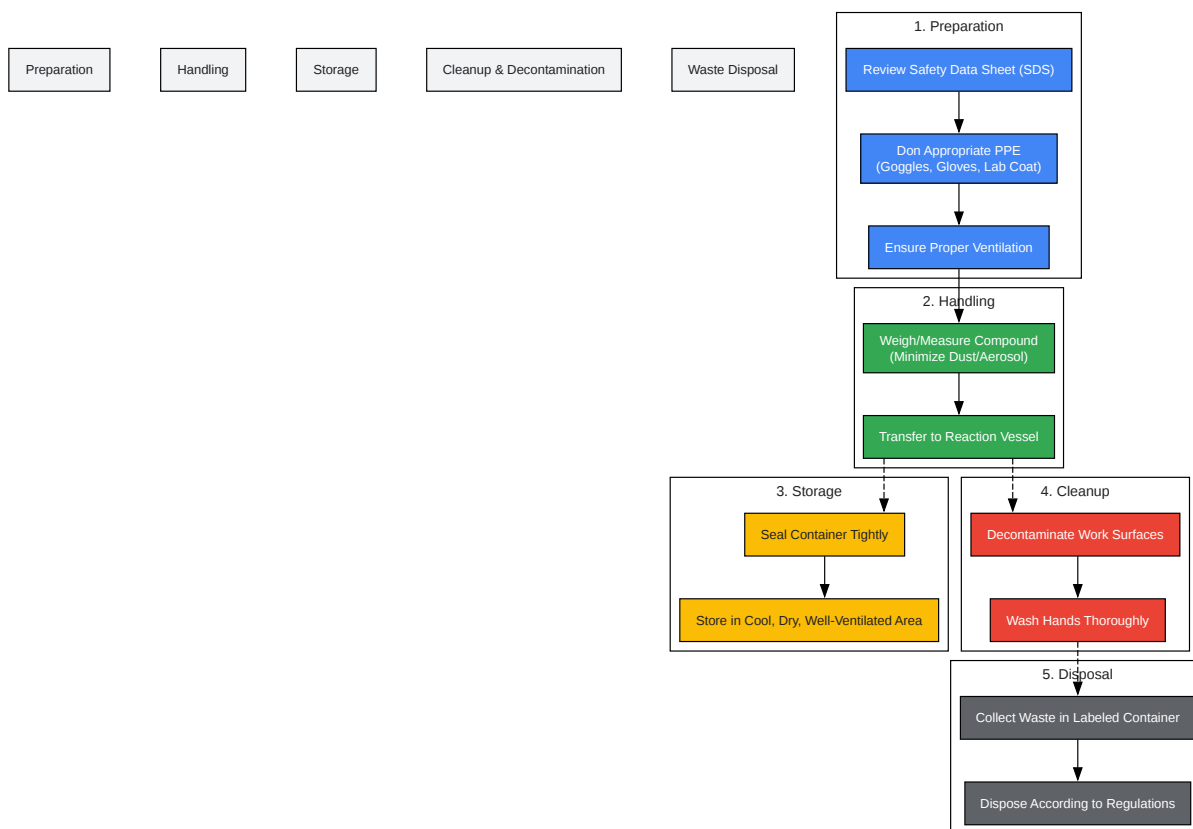 Preparation
Handling
Storage
Cleanup & Decontamination
Waste Disposal
1. Preparation
Review Safety Data Sheet (SDS)
Don Appropriate PPE
(Goggles, Gloves, Lab Coat)
Ensure Proper Ventilation
2. Handling
Weigh/Measure Compound
(Minimize Dust/Aerosol)
Transfer to Reaction Vessel
3. Storage
Seal Container Tightly
Store in Cool, Dry, Well-Ventilated Area
4. Cleanup
Decontaminate Work Surfaces
Wash Hands Thoroughly
5. Disposal
Collect Waste in Labeled Container
Dispose According to Regulations